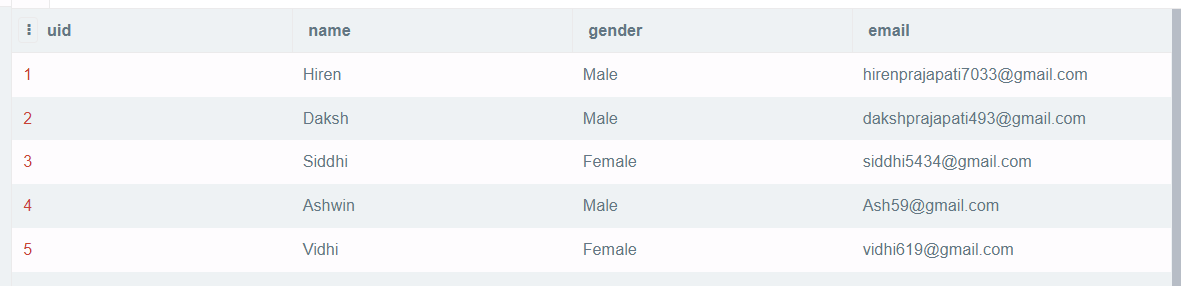 uid name gender email
1 Hiren Male hirenprajapati7033@gmail.com
2 Daksh Male dakshprajapati493@gmail.com
3 Siddhi Female siddhi5434@gmail.com
4 Ashwin Male Ash59@gmail.com
5 Vidhi Female vidhi619@gmail.com